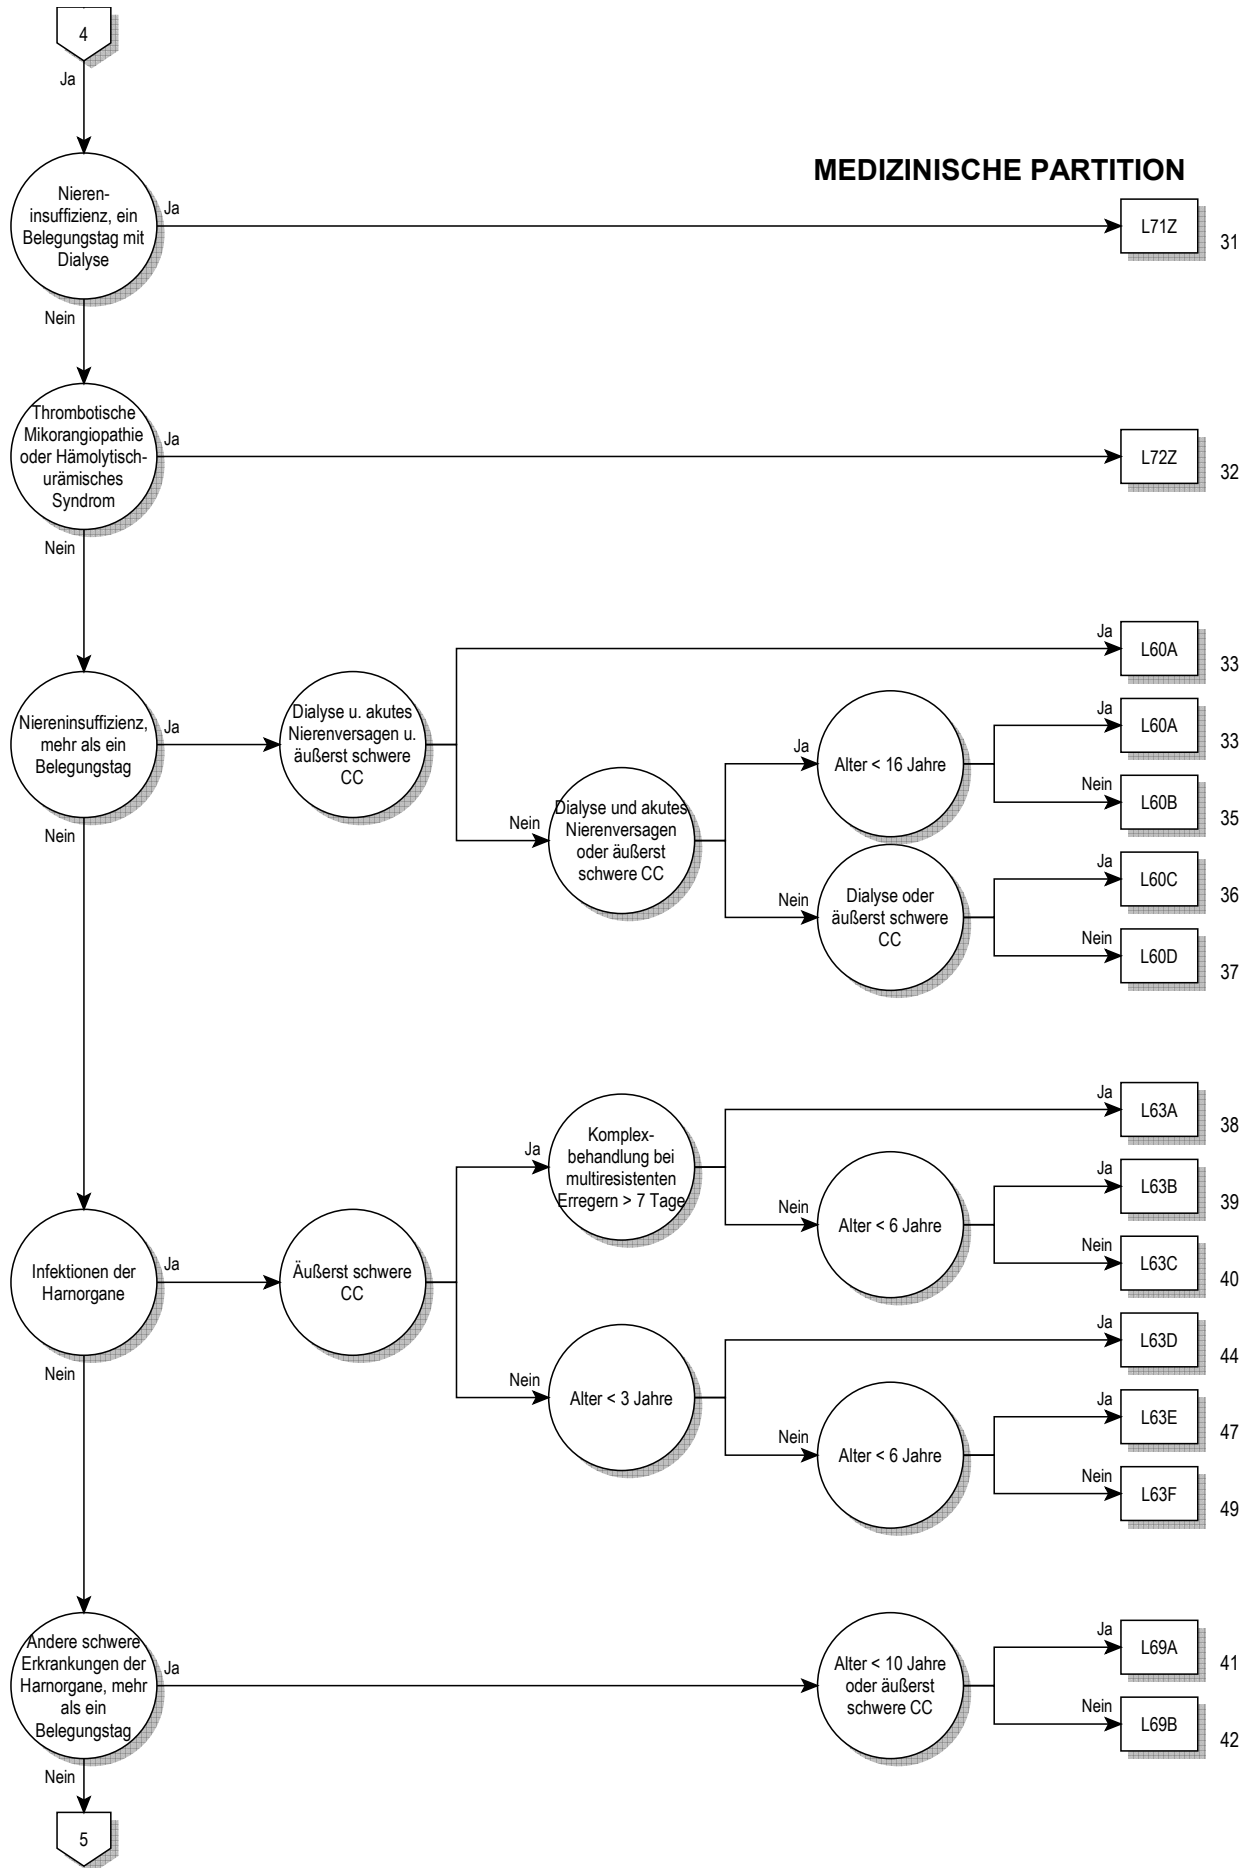 4
Ja
MEDIZINISCHE PARTITION
Nieren-
insuffizienz, ein
Belegungstag mit
Dialyse
Ja
L71Z
31
Nein
Thrombotische
Mikorangiopathie
oder Hämolytisch-
urämisches
Syndrom
Ja
L72Z
32
Nein
Niereninsuffizienz,
mehr als ein
Belegungstag
Ja
Dialyse u. akutes
Nierenversagen u.
äußerst schwere
CC
Ja
L60A
33
Nein
Dialyse und akutes
Nierenversagen
oder äußerst
schwere CC
Ja
Alter < 16 Jahre
Ja
L60A
33
Nein
L60B
35
Nein
Dialyse oder
äußerst schwere
CC
Ja
L60C
36
Nein
L60D
37
Nein
Infektionen der
Harnorgane
Ja
Äußerst schwere
CC
Ja
Komplex-
behandlung bei
multiresistenten
Erregern > 7 Tage
Ja
L63A
38
Nein
Alter < 6 Jahre
Ja
L63B
39
Nein
L63C
40
Nein
Alter < 3 Jahre
Ja
L63D
44
Nein
Alter < 6 Jahre
Ja
L63E
47
Nein
L63F
49
Nein
Andere schwere
Erkrankungen der
Harnorgane, mehr
als ein
Belegungstag
Ja
Alter < 10 Jahre
oder äußerst
schwere CC
Ja
L69A
41
Nein
L69B
42
Nein
5